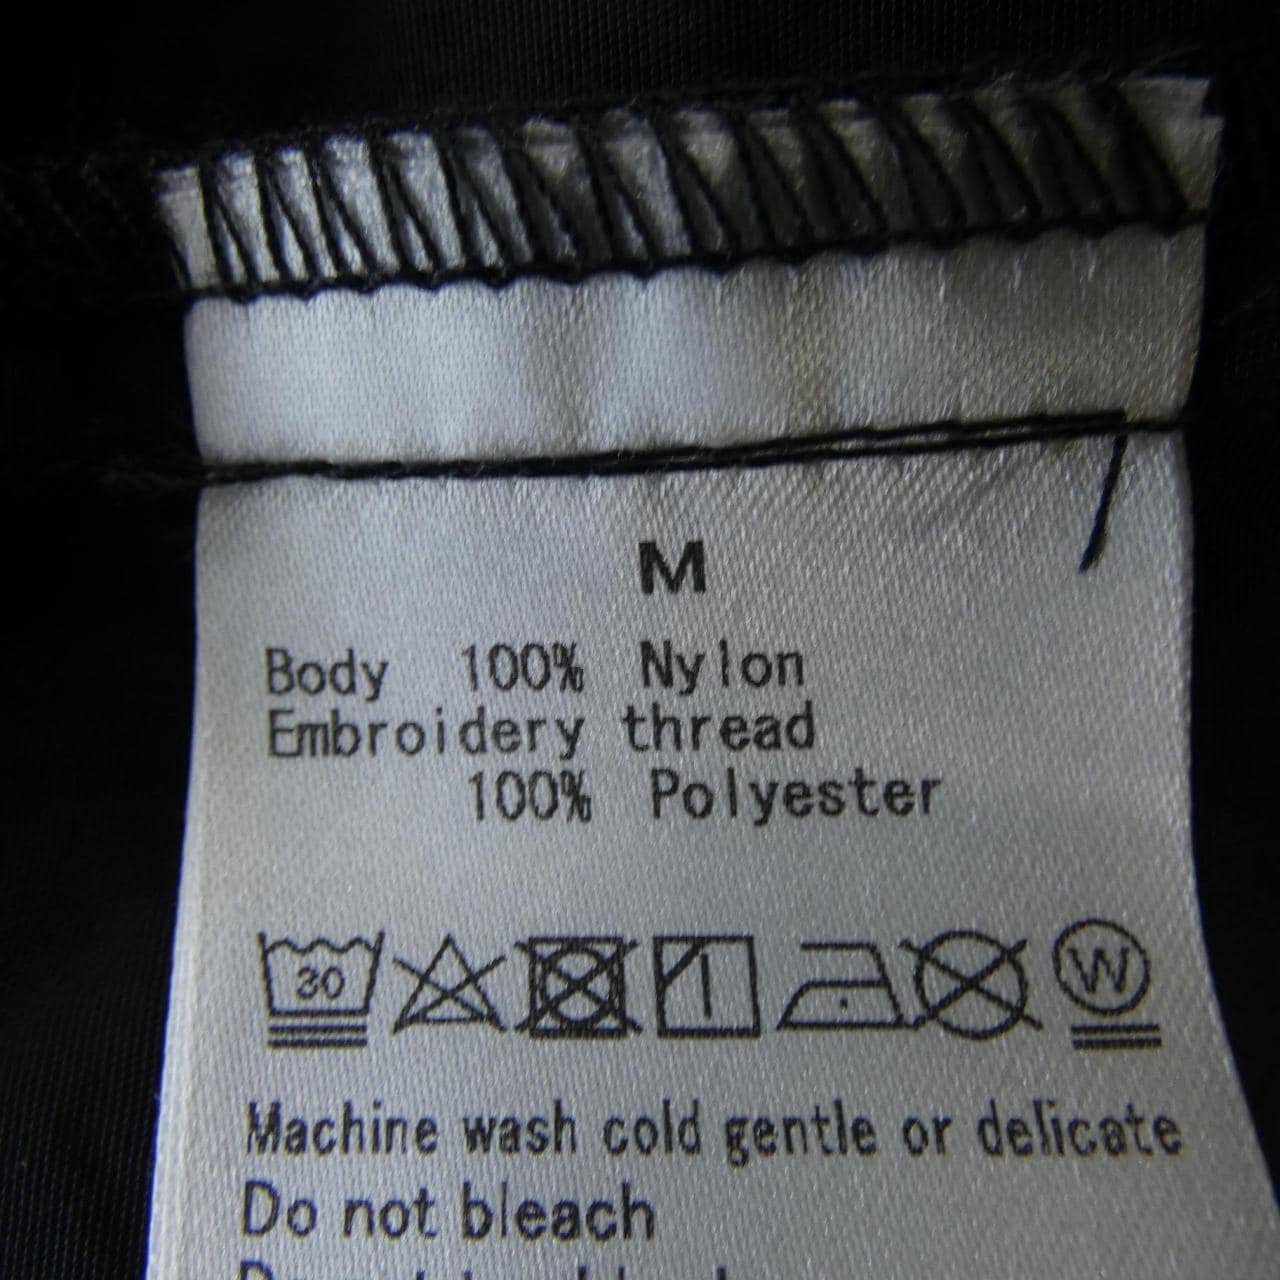 M
Body 100% Nylon
Embroidery thread
100% Polyester
30 W
Machine wash cold gentle or delicate
Do not bleach